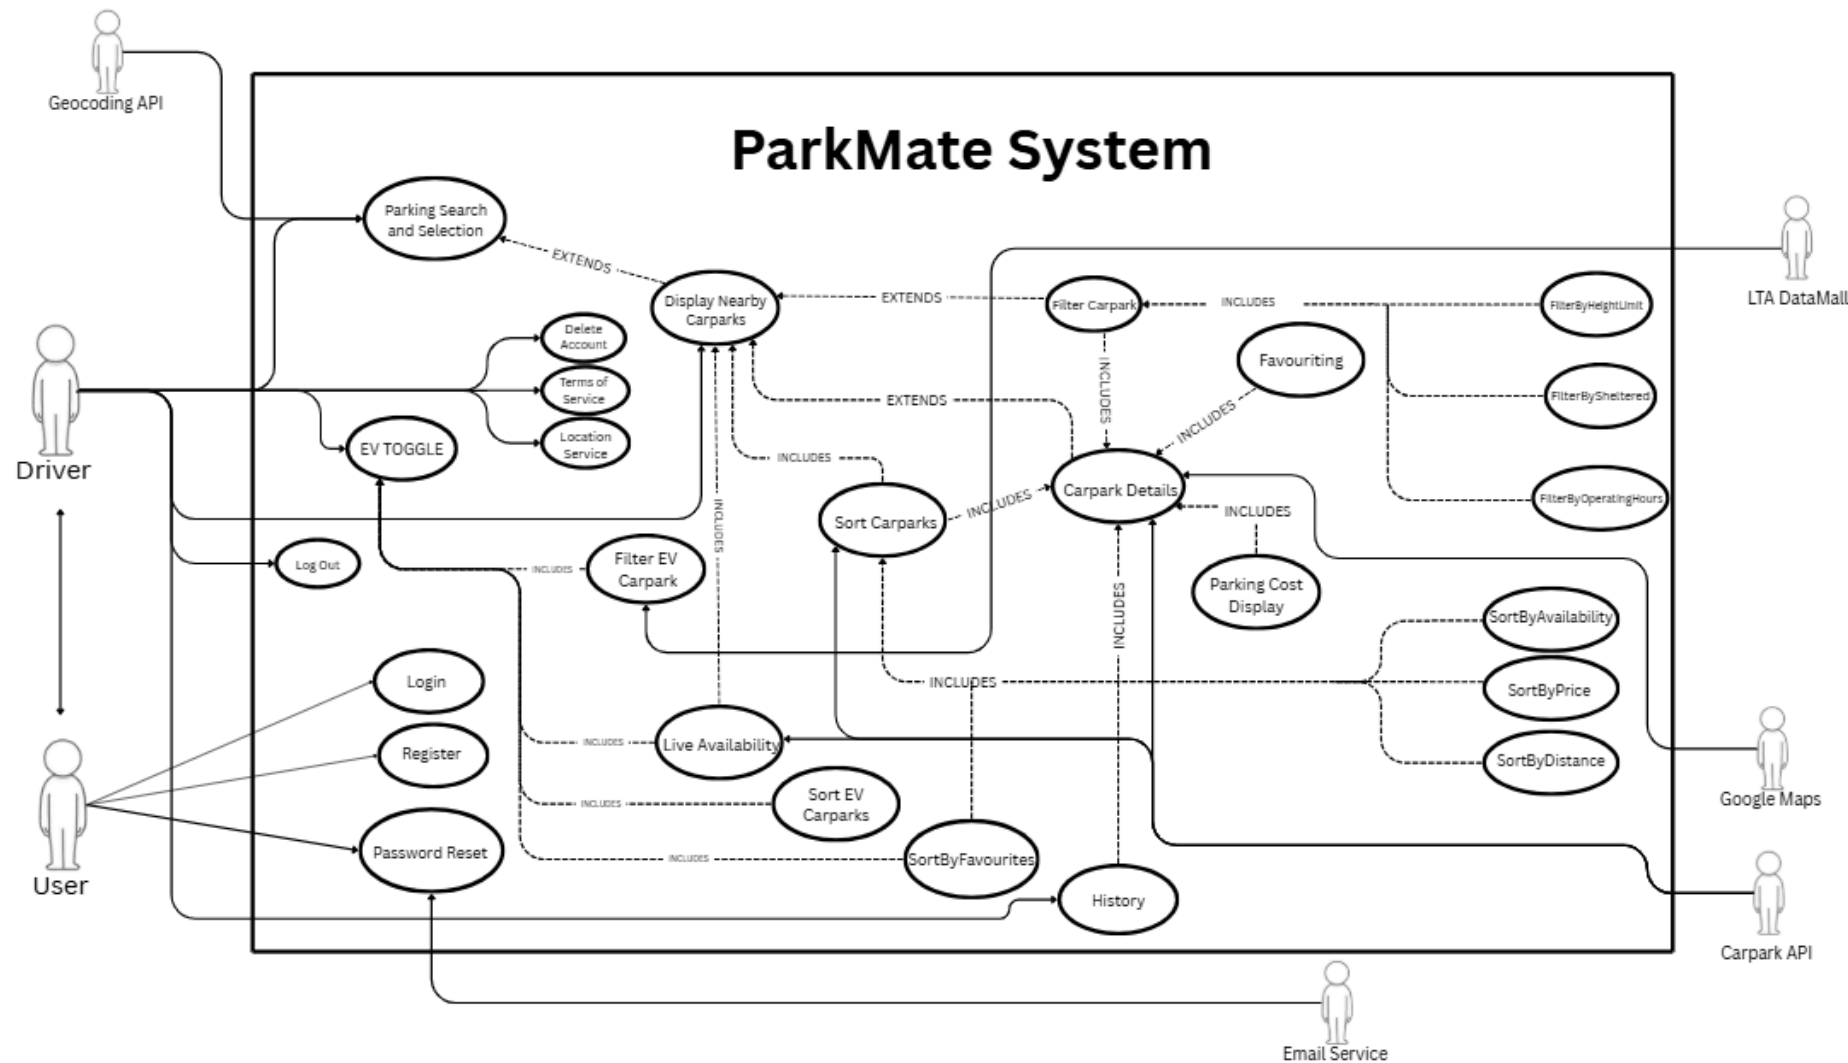 Geocoding API
ParkMate System
Parking Search
and Selection
EXTENDS
Display Nearby
Carparks
EXTENDS
Filter Carpark
INCLUDES
FilterByHeightLimit
LTA DataMall
Delete
Account
Terms of
Service
Location
Service
Driver
EV TOGGLE
EXTENDS
INCLUDES
Favouriting
INCLUDES
FilterBySheltered
INCLUDES
INCLUDES
Sort Carparks
INCLUDES
Carpark Details
INCLUDES
FilterByOperatingHours
Log Out
INCLUDES
Filter EV
Carpark
Parking Cost
Display
INCLUDES
Login
Register
Password Reset
User
INCLUDES
SortByAvailability
SortByPrice
SortByDistance
INCLUDES
Live Availability
INCLUDES
Sort EV
Carparks
INCLUDES
SortByFavourites
History
Google Maps
Carpark API
Email Service